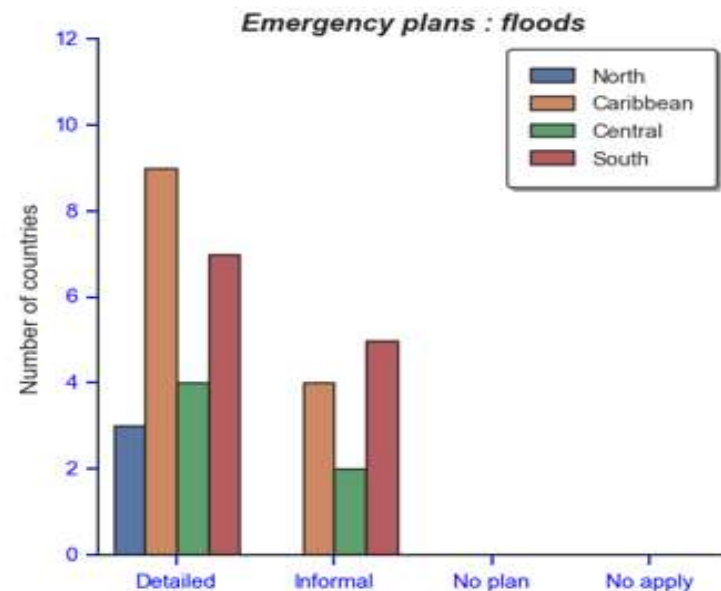 Emergency plans : floods
12
10
8
6
4
2
0
Number of countries
North
Caribbean
Central
South
Detailed Informal No plan No apply